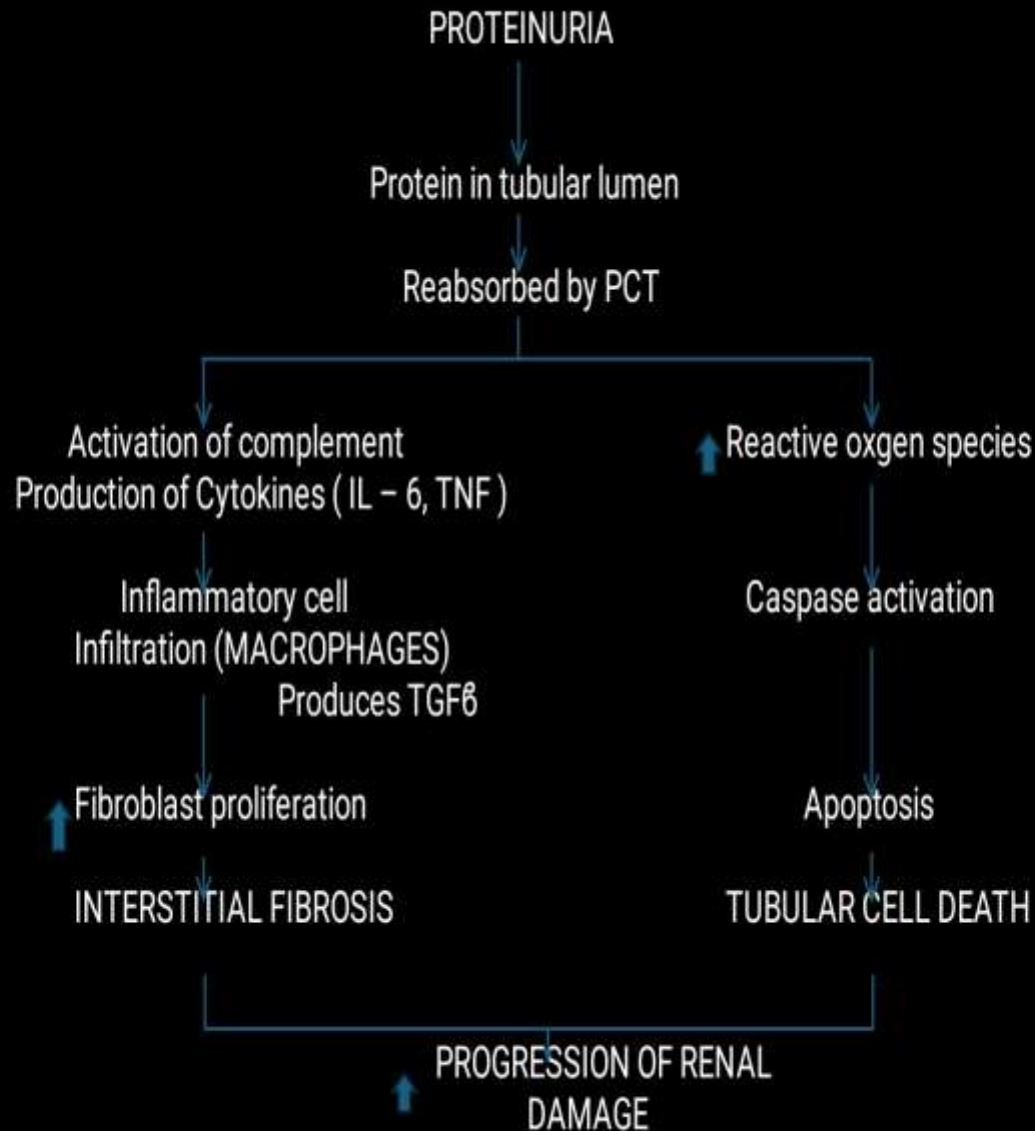 PROTEINURIA
Protein in tubular lumen
Reabsorbed by PCT
Activation of complement
Production of Cytokines ( IL – 6, TNF )
Inflammatory cell
Infiltration (MACROPHAGES)
Produces TGFβ
Fibroblast proliferation
INTERSTITIAL FIBROSIS
Reactive oxgen species
Caspase activation
Apoptosis
TUBULAR CELL DEATH
PROGRESSION OF RENAL
DAMAGE